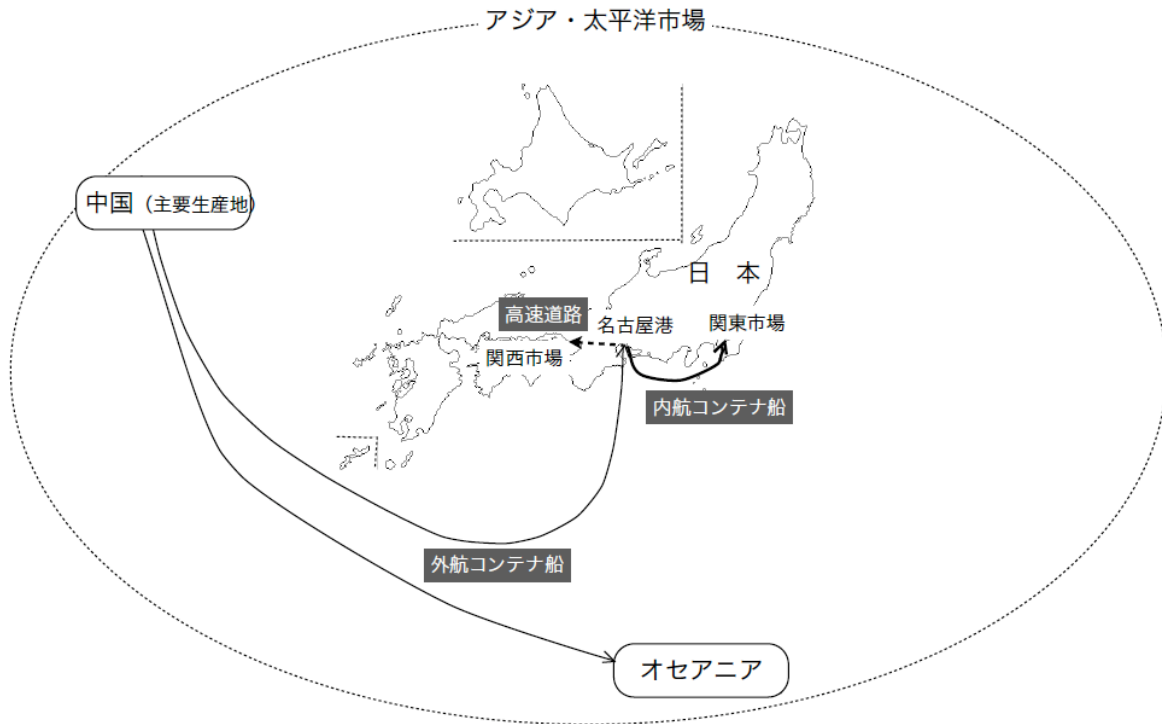 アジア・太平洋市場
中国（主要生産地）
日　本
高速道路
名古屋港
関東市場
関西市場
内航コンテナ船
外航コンテナ船
オセアニア